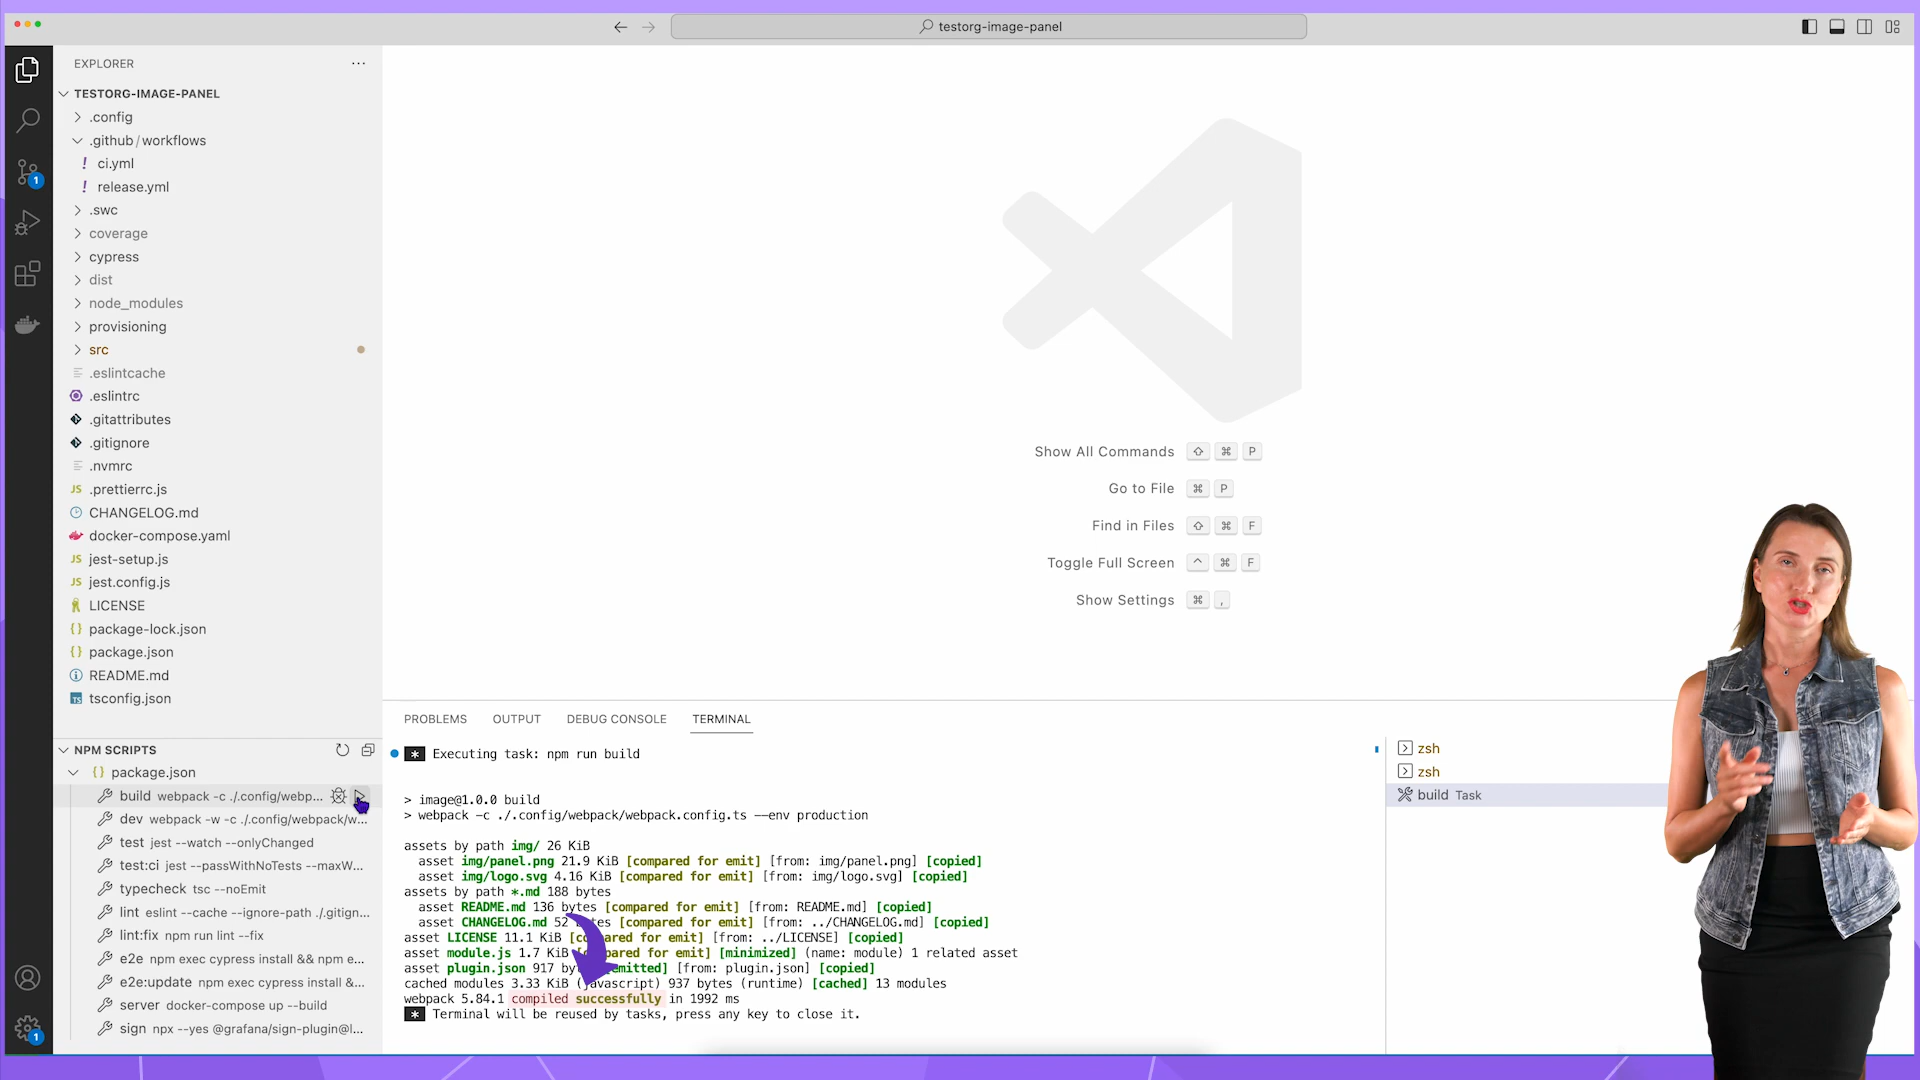 testorg-image-panel
EXPLORER
TESTORG-IMAGE-PANEL
.config
.github/workflows
! ci.yml
! release.yml
.swc
coverage
cypress
dist
node_modules
provisioning
src
.eslintcache
.eslintrc
.gitattributes
.gitignore
.nvmrc
JS .prettierrc.js
CHANGELOG.md
docker-compose.yaml
JS jest-setup.js
JS jest.config.js
LICENSE
{} package-lock.json
{} package.json
README.md
TS tsconfig.json
1
1
NPM SCRIPTS
{} package.json
build webpack -c ./.config/webp...
dev webpack -w -c ./.config/webpack/w...
test jest --watch --onlyChanged
test:ci jest --passWithNoTests --maxW...
typecheck tsc --noEmit
lint eslint --cache --ignore-path ./.gitign...
lint:fix npm run lint --fix
e2e npm exec cypress install && npm e...
e2e:update npm exec cypress install &...
server docker-compose up --build
sign npx --yes @grafana/sign-plugin@l...
Show All Commands ⇧ ⌘ P
Go to File ⌘ P
Find in Files ⇧ ⌘ F
Toggle Full Screen ^ ⌘ F
Show Settings ⌘ ,
PROBLEMS OUTPUT DEBUG CONSOLE TERMINAL
* Executing task: npm run build
> image@1.0.0 build
> webpack -c ./.config/webpack/webpack.config.ts --env production
assets by path img/ 26 KiB
asset img/panel.png 21.9 KiB [compared for emit] [from: img/panel.png] [copied]
asset img/logo.svg 4.16 KiB [compared for emit] [from: img/logo.svg] [copied]
assets by path *.md 188 bytes
asset README.md 136 bytes [compared for emit] [from: README.md] [copied]
asset CHANGELOG.md 52 [compared for emit] [from: ../CHANGELOG.md] [copied]
asset LICENSE 11.1 KiB for emit] [from: ../LICENSE] [copied]
asset module.js 1.7 KiB for emit] [minimized] (name: module) 1 related asset
asset plugin.json 917 [from: plugin.json] [copied]
cached modules 3.33 KiB (javascript) 937 bytes (runtime) [cached] 13 modules
webpack 5.84.1 compiled successfully in 1992 ms
* Terminal will be reused by tasks, press any key to close it.
zsh
zsh
build Task